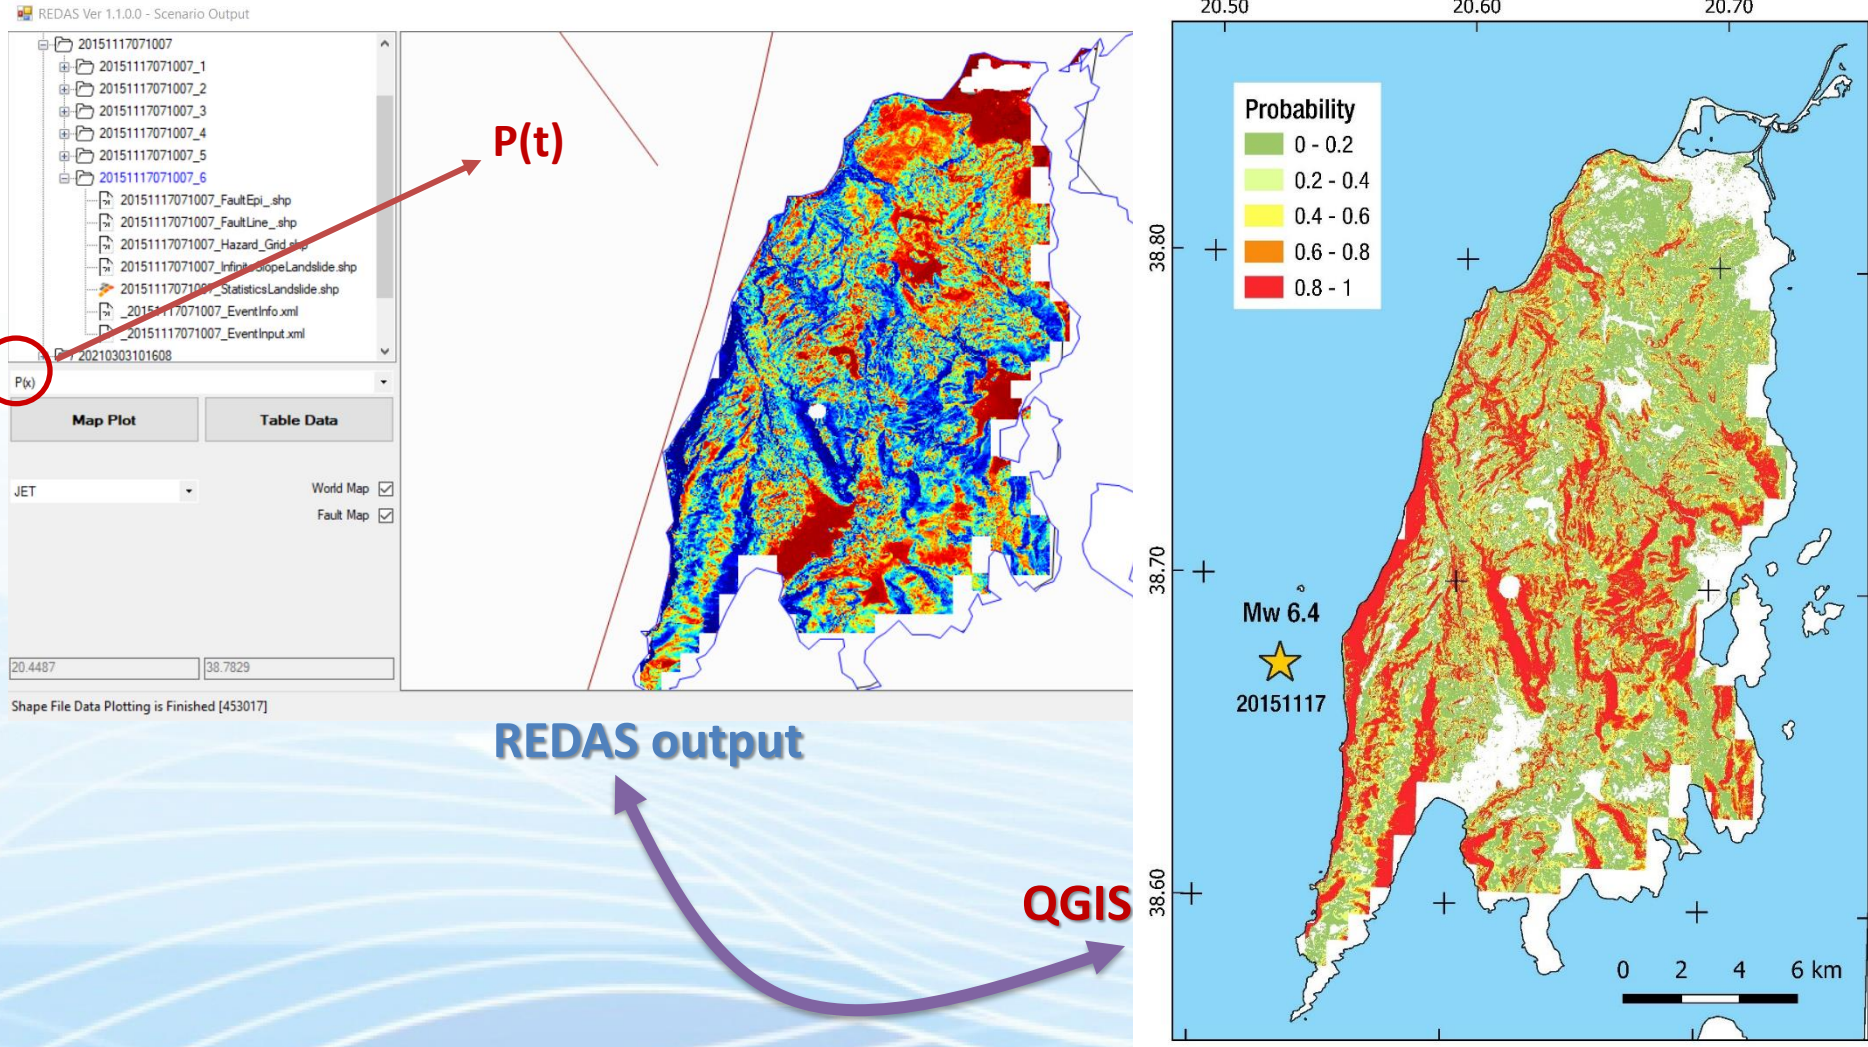 REDAS Ver 1.1.0.0 - Scenario Output
20151117071007
20151117071007_1
20151117071007_2
20151117071007_3
20151117071007_4
20151117071007_5
20151117071007_6
20151117071007_FaultEpi_.shp
20151117071007_FaultLine_.shp
20151117071007_Hazard_Grid.shp
20151117071007_InfiniteSlopeLandslide.shp
20151117071007_StatisticsLandslide.shp
_20151117071007_EventInfo.xml
_20151117071007_EventInput.xml
20210303101608
P(x)
Map Plot
Table Data
JET
World Map
Fault Map
20.4487
38.7829
Shape File Data Plotting is Finished [453017]
P(t)
REDAS output
QGIS
20.50
20.60
20.70
38.80
38.70
38.60
Probability
0 - 0.2
0.2 - 0.4
0.4 - 0.6
0.6 - 0.8
0.8 - 1
Mw 6.4
20151117
0 2 4 6 km